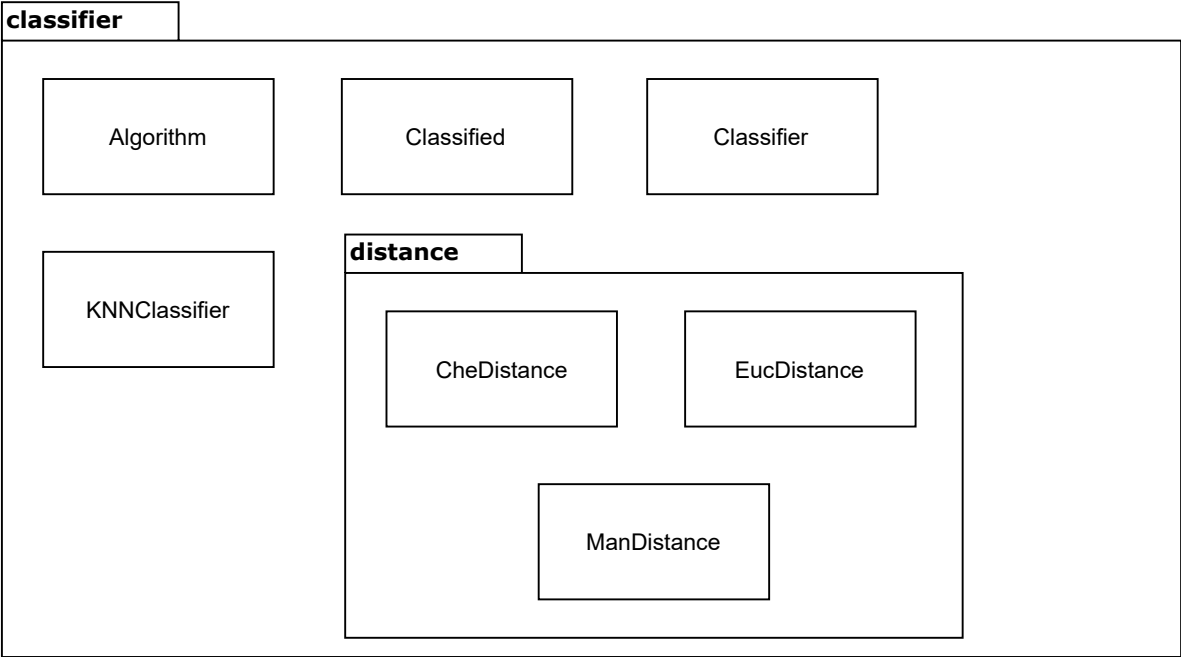 classifier
Algorithm
Classified
Classifier
KNNClassifier
distance
CheDistance
EucDistance
ManDistance